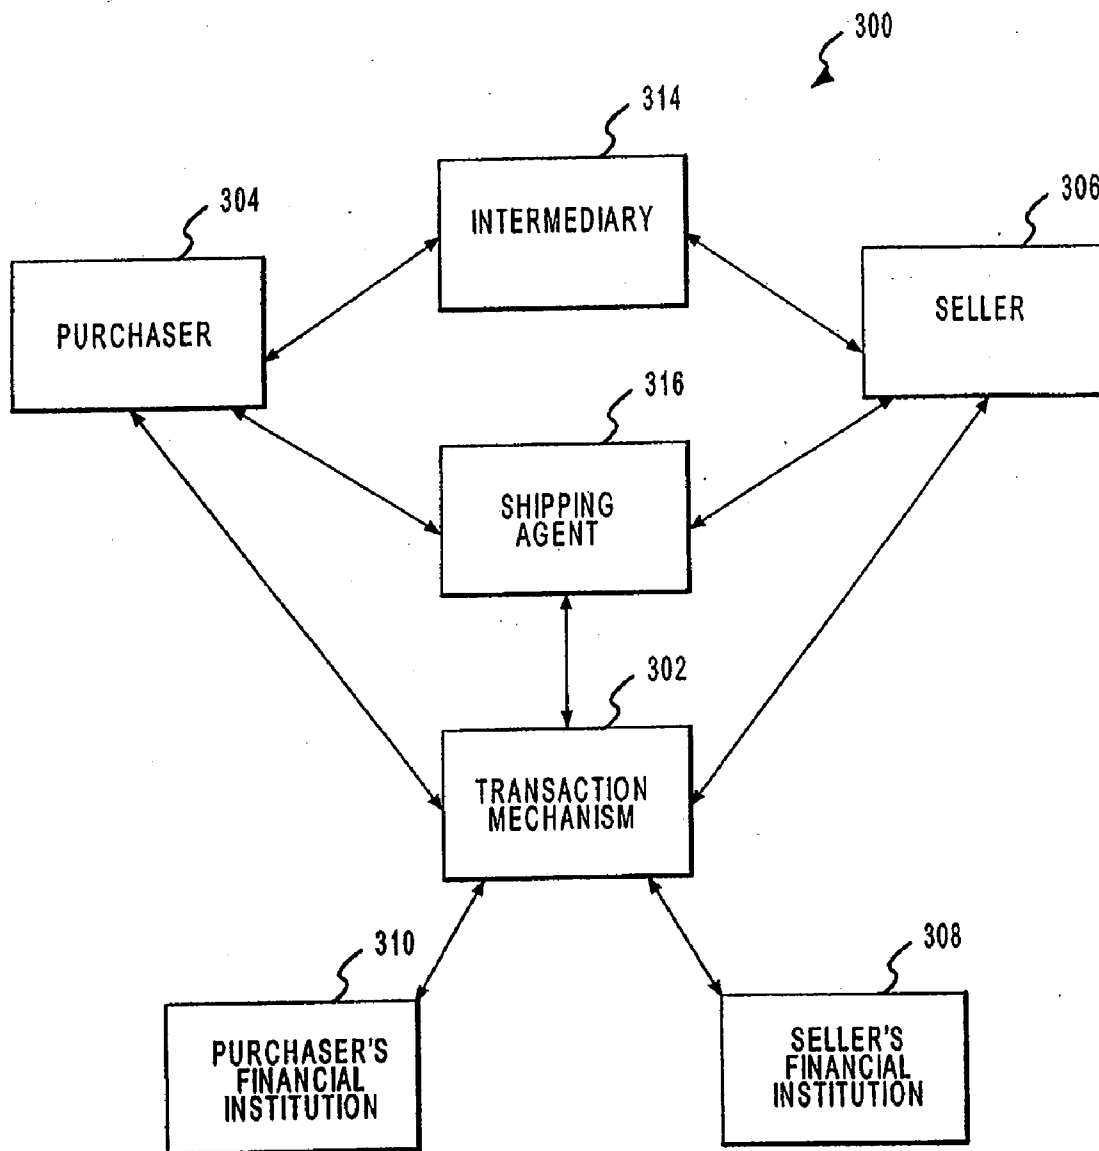 300
314
INTERMEDIARY
304
PURCHASER
306
SELLER
316
SHIPPING
AGENT
302
TRANSACTION
MECHANISM
310
PURCHASER'S
FINANCIAL
INSTITUTION
308
SELLER'S
FINANCIAL
INSTITUTION